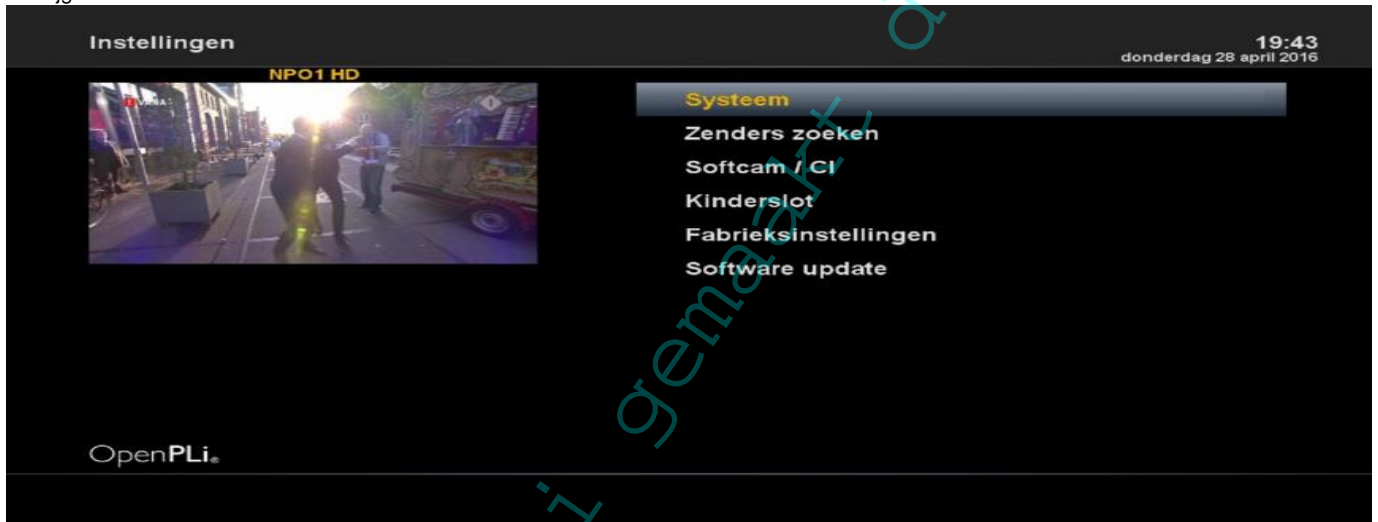 Instellingen
19:43
donderdag 28 april 2016
NPO1 HD
Systeem
Zenders zoeken
Softcam / CI
Kinderslot
Fabrieksinstellingen
Software update
gemaakt
OpenPLi®